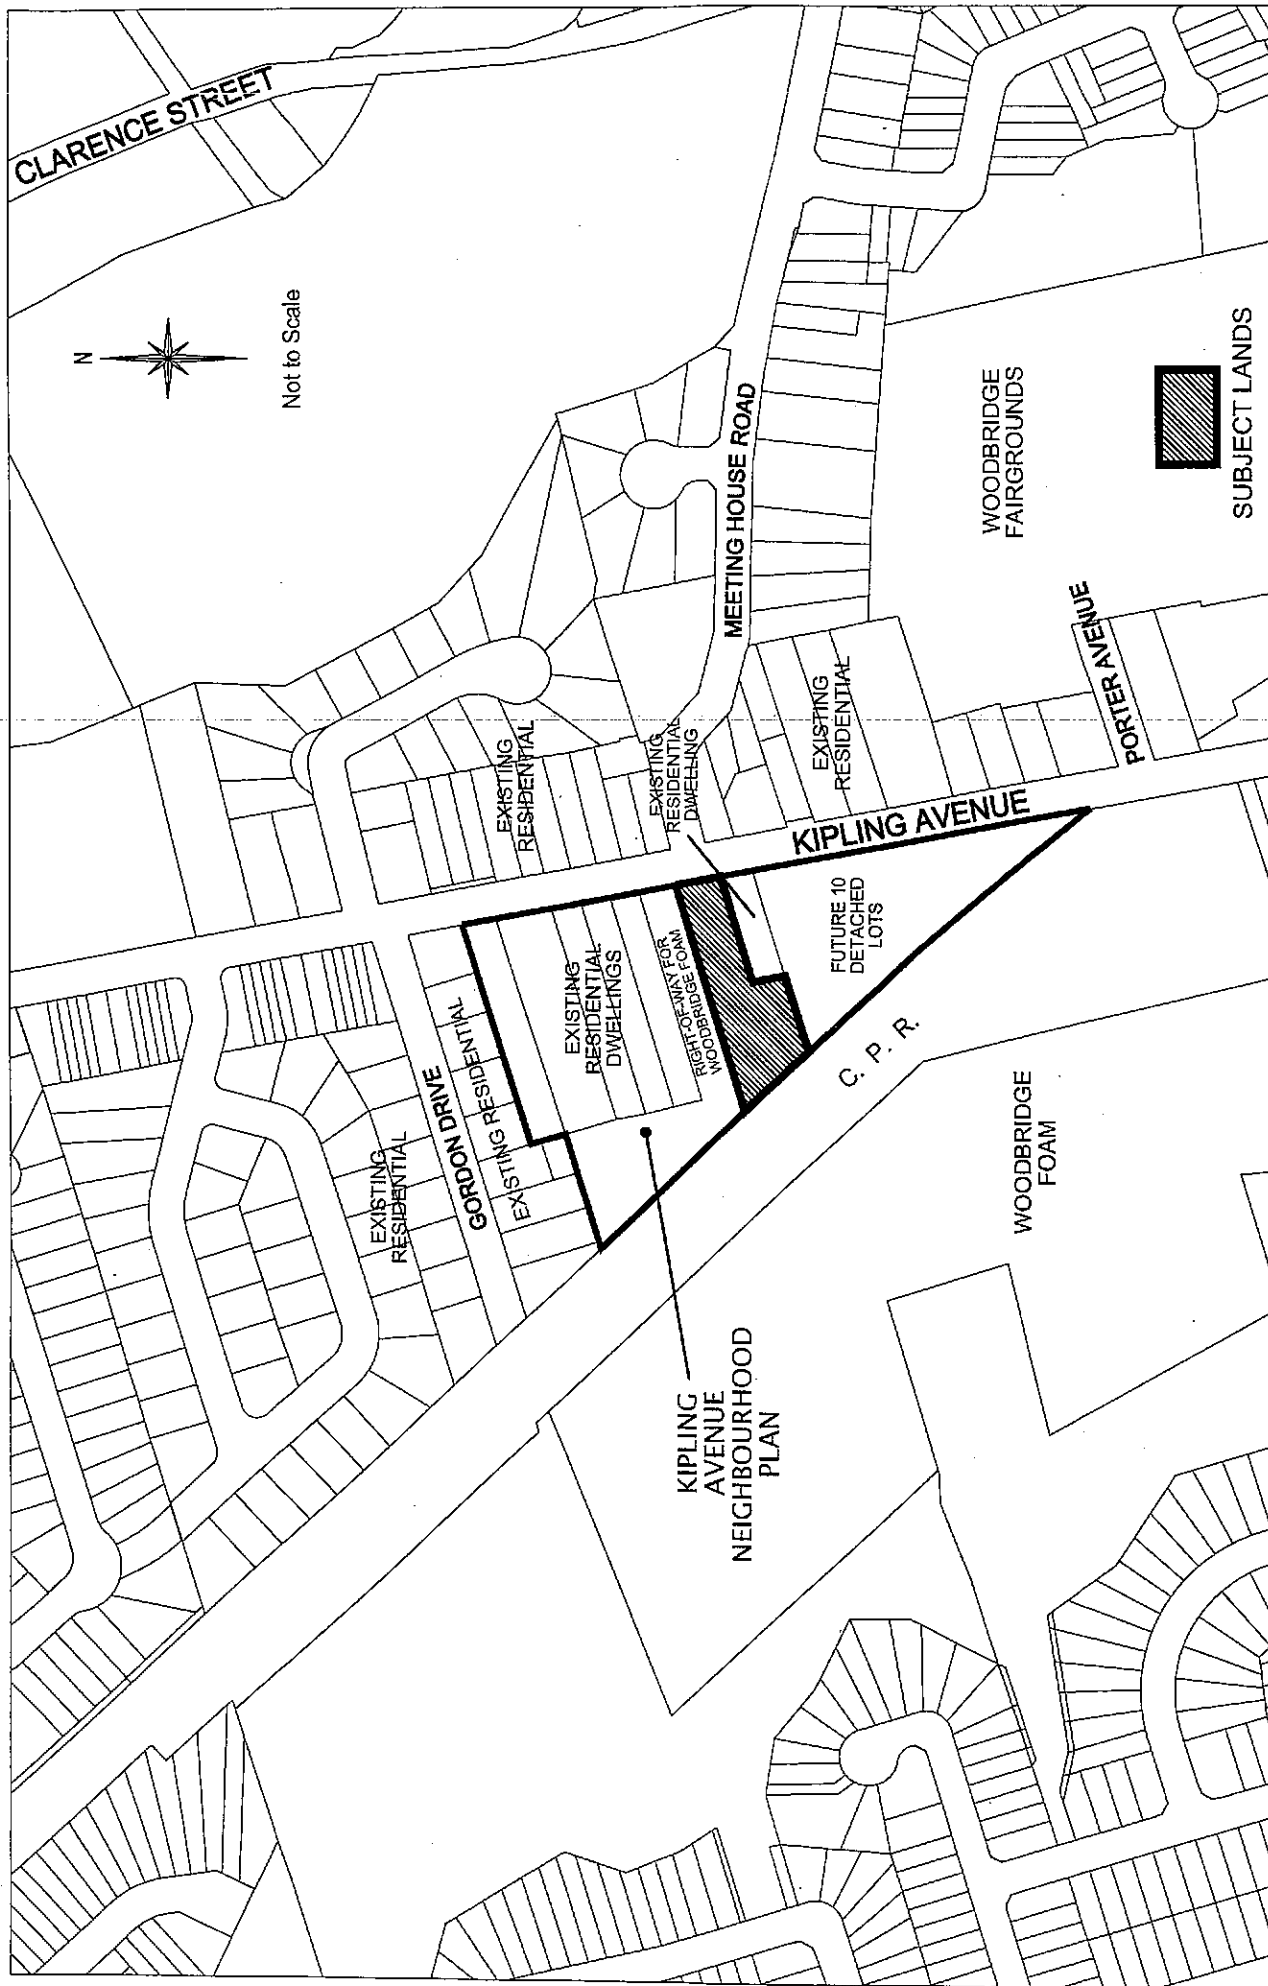 CLARENCE STREET
N
Not to Scale
MEETING HOUSE ROAD
WOODBRIDGE
FAIRGROUNDS
SUBJECT LANDS
PORTER AVENUE
EXISTING
RESIDENTIAL
EXISTING
RESIDENTIAL
DWELLING
EXISTING
RESIDENTIAL
KIPLING AVENUE
FUTURE 10
DETACHED
LOTS
RIGHT-OF-WAY FOR
WOODBRIDGE FOAM
EXISTING
RESIDENTIAL
DWELLINGS
GORDON DRIVE
EXISTING RESIDENTIAL
EXISTING
RESIDENTIAL
C. P. R.
WOODBRIDGE
FOAM
KIPLING
AVENUE
NEIGHBOURHOOD
PLAN